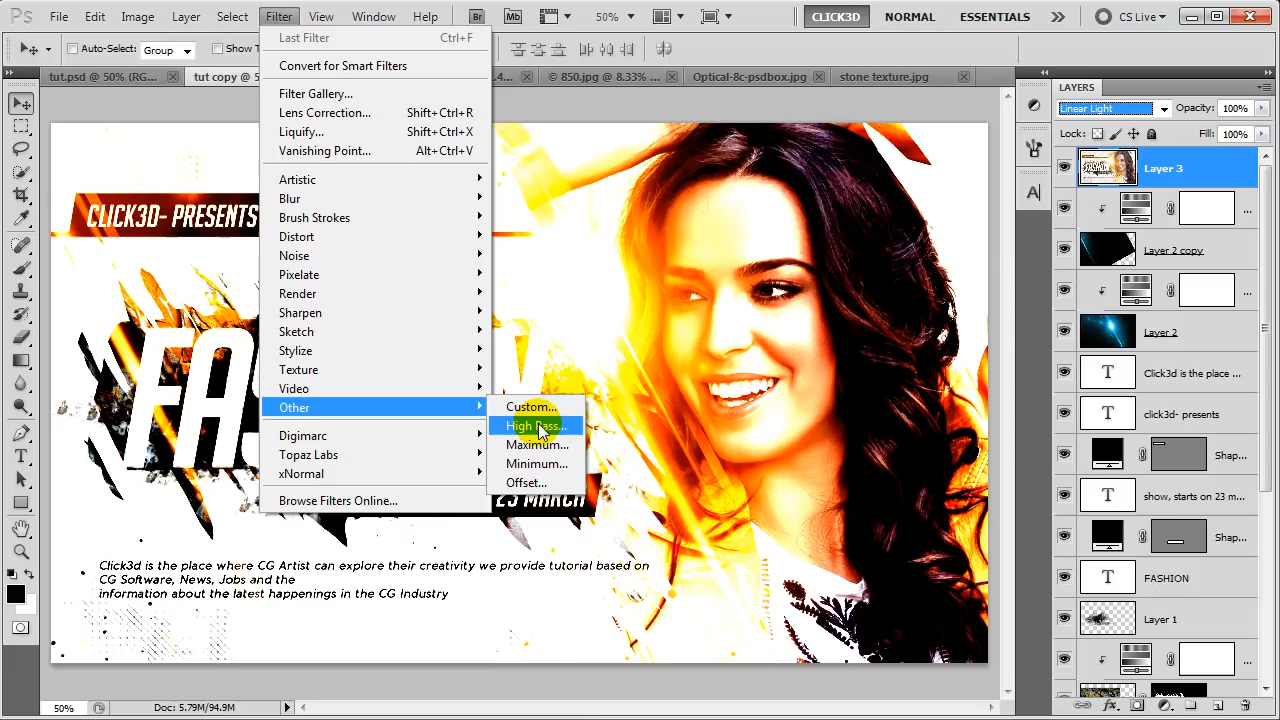 Ps File Edit Image Layer Select Filter View Window Help Br Mb 50% CLICK3D NORMAL ESSENTIALS CS Live
Auto-Select: Group Show T
tut.psd @ 50% (RG... tut copy @ 5 © 850.jpg @ 8.33% ... Optical-8c-psdbox.jpg stone texture.jpg
Last Filter Ctrl+F
Convert for Smart Filters
Filter Gallery...
Lens Correction... Shift+Ctrl+R
Liquify... Shift+Ctrl+X
Vanishing Point... Alt+Ctrl+V
Artistic
Blur
Brush Strokes
Distort
Noise
Pixelate
Render
Sharpen
Sketch
Stylize
Texture
Video
Other
Digimarc
Topaz Labs
xNormal
Browse Filters Online...
Custom...
High Pass...
Maximum...
Minimum...
Offset...
CLICK3D- PRESENTS
FA
23 MARCH
Click3d is the place where CG Artist can explore their creativity we provide tutorial based on
CG Software, News, Jobs and the
information about the latest happenings in the CG Industry
LAYERS
Linear Light Opacity: 100%
Lock: Fill: 100%
Layer 3
...
Layer 2 copy
...
Layer 2
T Click3D is the place ...
T click3d- presents
Shap...
T show, starts on 23 m...
Shap...
T FASHION
Layer 1
...
50% Doc: 5.79M/94.9M